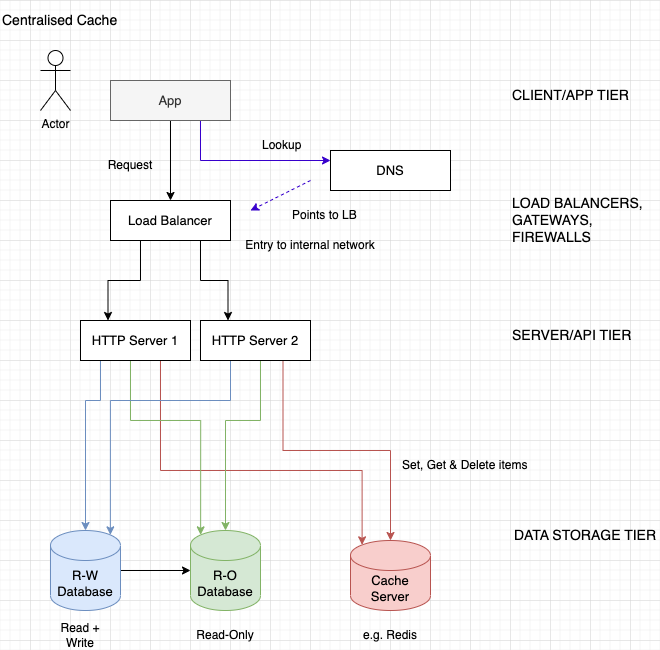 Centralised Cache
Actor
App
CLIENT/APP TIER
Request
Lookup
DNS
Points to LB
Load Balancer
Entry to internal network
LOAD BALANCERS,
GATEWAYS,
FIREWALLS
HTTP Server 1
HTTP Server 2
SERVER/API TIER
Set, Get & Delete items
DATA STORAGE TIER
R-W
Database
R-O
Database
Cache
Server
Read +
Write
Read-Only
e.g. Redis